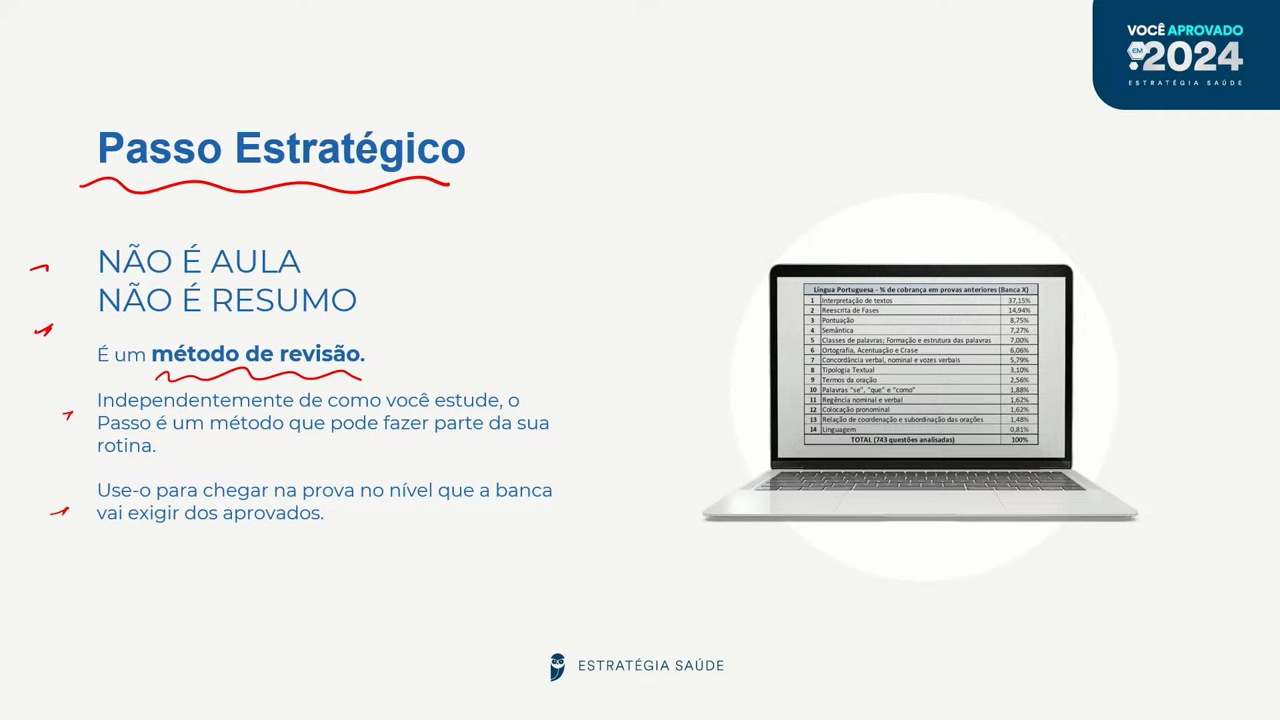 VOCÊ APROVADO
EM
2024
ESTRATÉGIA SAÚDE
Passo Estratégico
NÃO É AULA
NÃO É RESUMO
É um método de revisão.
Independentemente de como você estude, o
Passo é um método que pode fazer parte da sua
rotina.
Use-o para chegar na prova no nível que a banca
vai exigir dos aprovados.
Língua Portuguesa - % de cobrança em provas anteriores (Banca X)
1 Interpretação de textos 37,15%
2 Reescrita de Fases 14,94%
3 Pontuação 8,75%
4 Semântica 7,27%
5 Classes de palavras; Formação e estrutura das palavras 7,00%
6 Ortografia, Acentuação e Crase 6,06%
7 Concordância verbal, nominal e vozes verbais 5,79%
8 Tipologia Textual 3,10%
9 Termos da oração 2,56%
10 Palavras "se", "que" e "como" 1,88%
11 Regência nominal e verbal 1,62%
12 Colocação pronominal 1,62%
13 Relação de coordenação e subordinação das orações 1,48%
14 Linguagem 0,81%
TOTAL (743 questões analisadas) 100%
ESTRATÉGIA SAÚDE